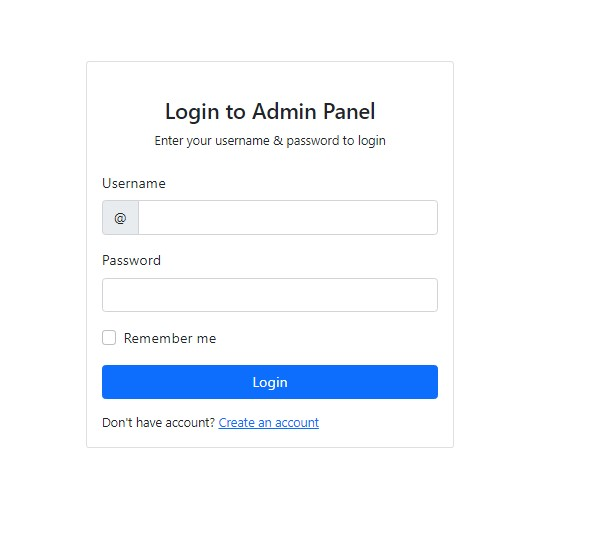 Login to Admin Panel
Enter your username & password to login
Username
@
Password
Remember me
Login
Don't have account? Create an account